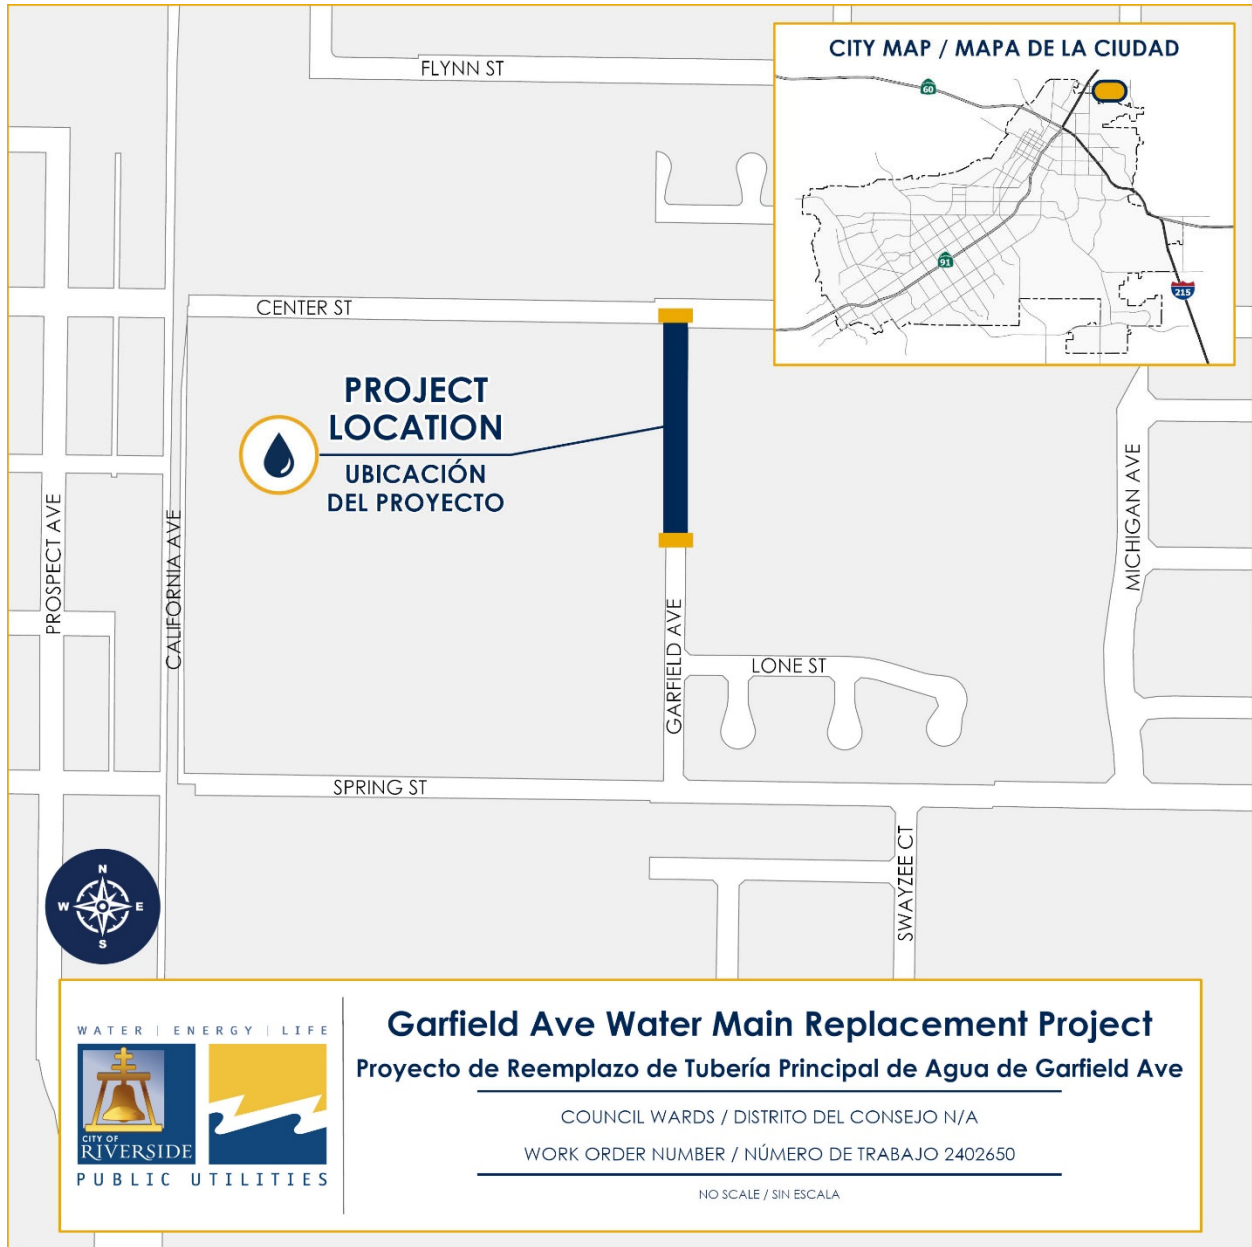 FLYNN ST
CITY MAP / MAPA DE LA CIUDAD
60
91
215
CENTER ST
PROJECT
LOCATION
UBICACIÓN
DEL PROYECTO
PROSPECT AVE
CALIFORNIA AVE
GARFIELD AVE
MICHIGAN AVE
LONE ST
SPRING ST
SWAYZEE CT
N
W
E
S
WATER | ENERGY | LIFE
CITY OF
RIVERSIDE
PUBLIC UTILITIES
Garfield Ave Water Main Replacement Project
Proyecto de Reemplazo de Tubería Principal de Agua de Garfield Ave
COUNCIL WARDS / DISTRITO DEL CONSEJO N/A
WORK ORDER NUMBER / NÚMERO DE TRABAJO 2402650
NO SCALE / SIN ESCALA